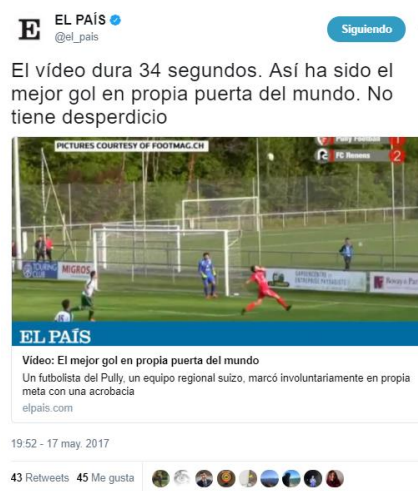 EL PAÍS
@el_pais
Siguiendo
El vídeo dura 34 segundos. Así ha sido el
mejor gol en propia puerta del mundo. No
tiene desperdicio
PICTURES COURTESY OF FOOTMAG.CH
1
FC Renens 2
MIGROS
EL PAÍS
Vídeo: El mejor gol en propia puerta del mundo
Un futbolista del Pully, un equipo regional suizo, marcó involuntariamente en propia
meta con una acrobacia
elpais.com
19:52 - 17 may. 2017
43 Retweets 45 Me gusta